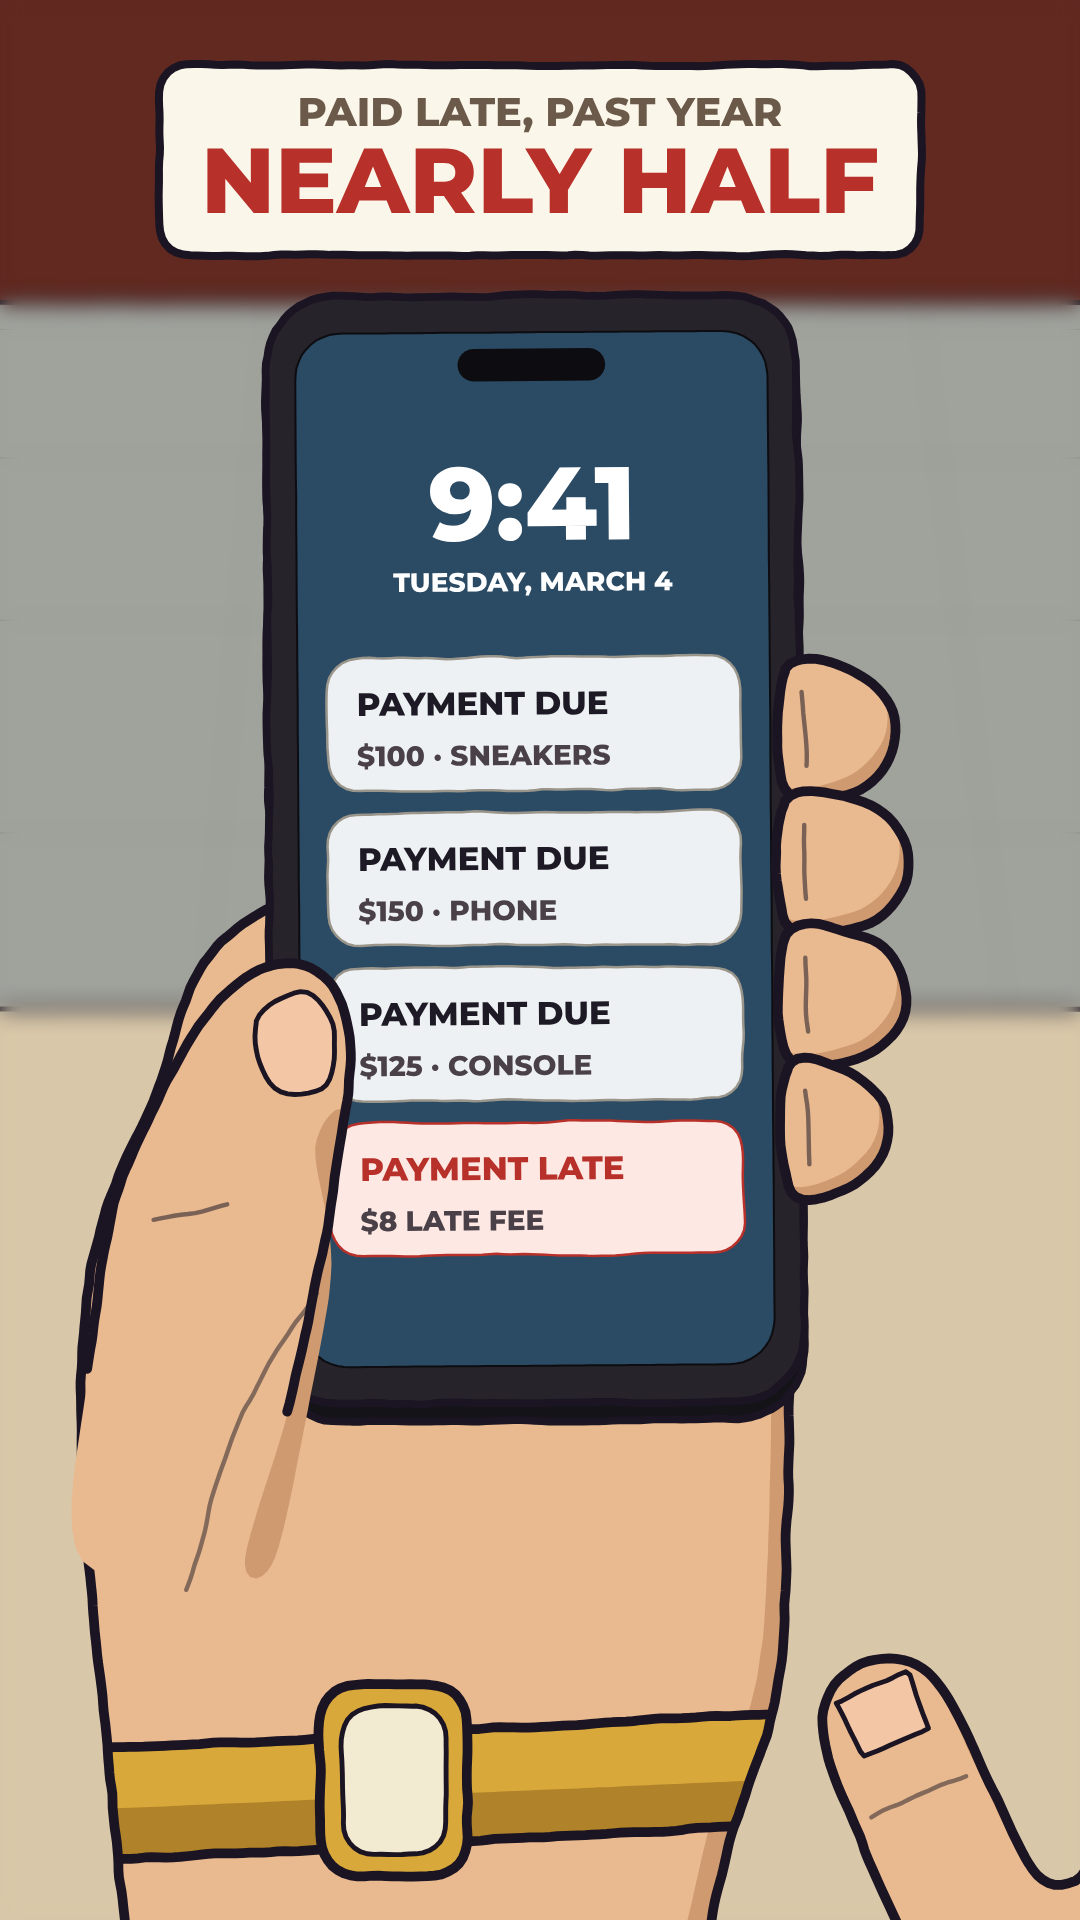 PAID LATE, PAST YEAR
NEARLY HALF
9:41
TUESDAY, MARCH 4
PAYMENT DUE
$100 · SNEAKERS
PAYMENT DUE
$150 · PHONE
PAYMENT DUE
$125 · CONSOLE
PAYMENT LATE
$8 LATE FEE